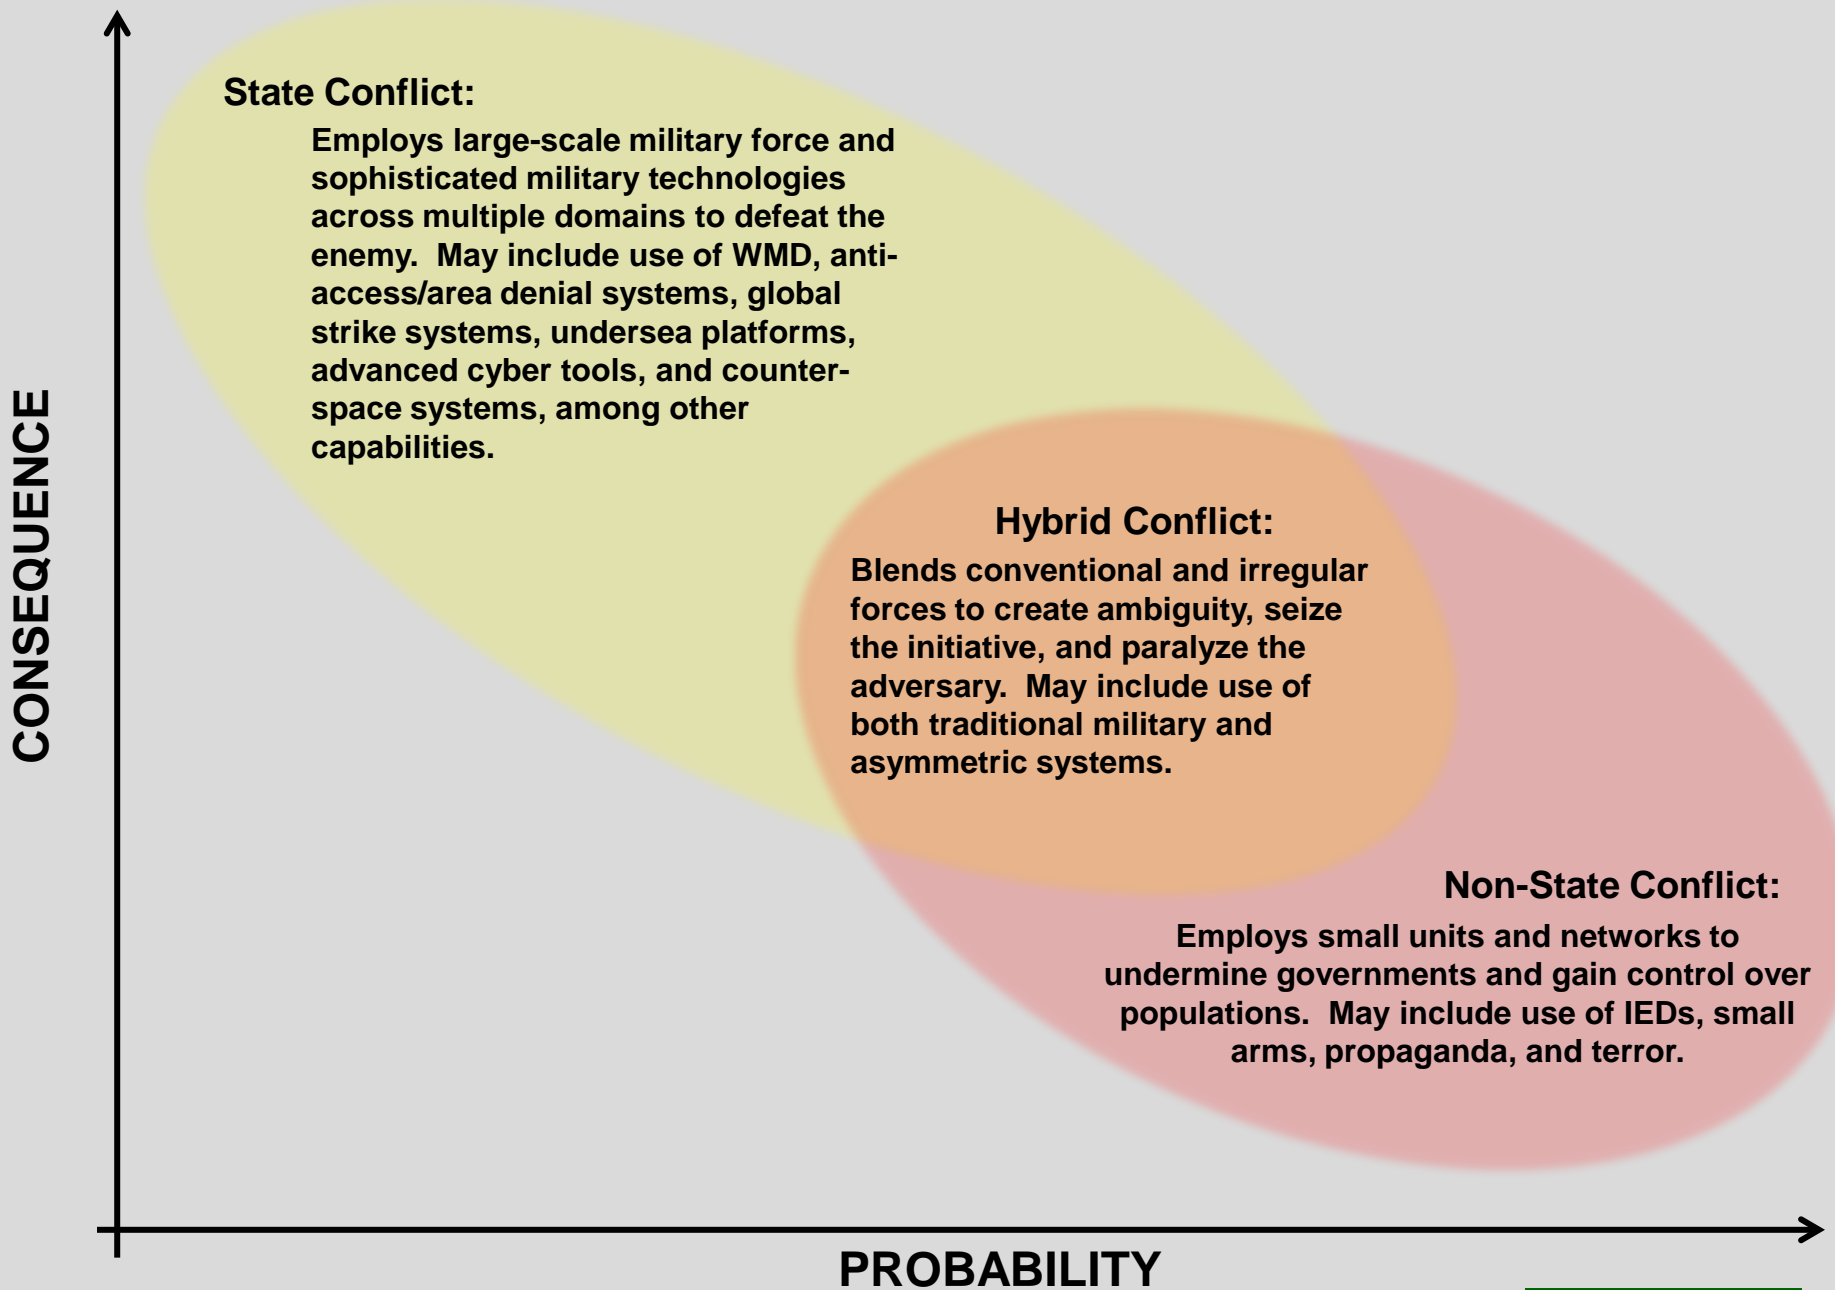 CONSEQUENCE
State Conflict:
Employs large-scale military force and
sophisticated military technologies
across multiple domains to defeat the
enemy.  May include use of WMD, anti-
access/area denial systems, global
strike systems, undersea platforms,
advanced cyber tools, and counter-
space systems, among other
capabilities.
Hybrid Conflict:
Blends conventional and irregular
forces to create ambiguity, seize
the initiative, and paralyze the
adversary.  May include use of
both traditional military and
asymmetric systems.
Non-State Conflict:
Employs small units and networks to
undermine governments and gain control over
populations.  May include use of IEDs, small
arms, propaganda, and terror.
PROBABILITY